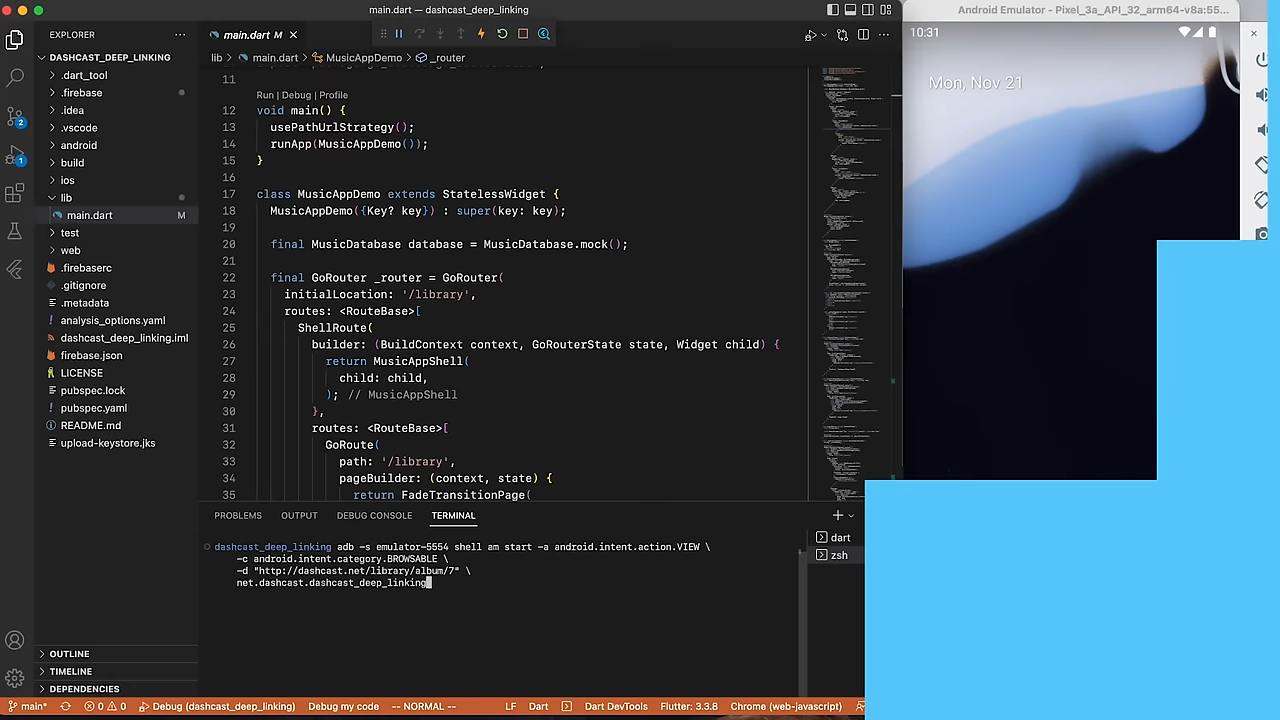 main.dart — dashcast_deep_linking
Android Emulator - Pixel_3a_API_32_arm64-v8a:55...
EXPLORER
DASHCAST_DEEP_LINKING
.dart_tool
.firebase
.idea
.vscode
android
build
ios
lib
main.dart M
test
web
.firebaserc
.gitignore
.metadata
analysis_options.yaml
dashcast_deep_linking.iml
firebase.json
LICENSE
pubspec.lock
pubspec.yaml
README.md
upload-keystore.jks
OUTLINE
TIMELINE
DEPENDENCIES
2
1
main.dart M
lib > main.dart > MusicAppDemo > _router
11
Run | Debug | Profile
12 void main() {
13 usePathUrlStrategy();
14 runApp(MusicAppDemo());
15 }
16
17 class MusicAppDemo extends StatelessWidget {
18 MusicAppDemo({Key? key}) : super(key: key);
19
20 final MusicDatabase database = MusicDatabase.mock();
21
22 final GoRouter _router = GoRouter(
23 initialLocation: '/library',
24 routes: <RouteBase>[
25 ShellRoute(
26 builder: (BuildContext context, GoRouterState state, Widget child) {
27 return MusicAppShell(
28 child: child,
29 ); // MusicAppShell
30 },
31 routes: <RouteBase>[
32 GoRoute(
33 path: '/library',
34 pageBuilder: (context, state) {
35 return FadeTransitionPage(
PROBLEMS OUTPUT DEBUG CONSOLE TERMINAL
dart
zsh
dashcast_deep_linking adb -s emulator-5554 shell am start -a android.intent.action.VIEW \
-c android.intent.category.BROWSABLE \
-d "http://dashcast.net/library/album/7" \
net.dashcast.dashcast_deep_linking
10:31
Mon, Nov 21
main* 0 0 Debug (dashcast_deep_linking) Debug my code -- NORMAL -- LF Dart Dart DevTools Flutter: 3.3.8 Chrome (web-javascript)